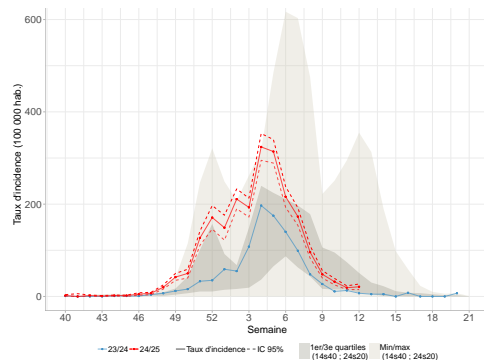 Taux d'incidence (100 000 hab.)
600
400
200
0
40 43 46 49 52 3 6 9 12 15 18 21
Semaine
23/24 24/25 Taux d'incidence IC 95% 1er/3e quartiles Min/max
(14s40 ; 24s20) (14s40 ; 24s20)